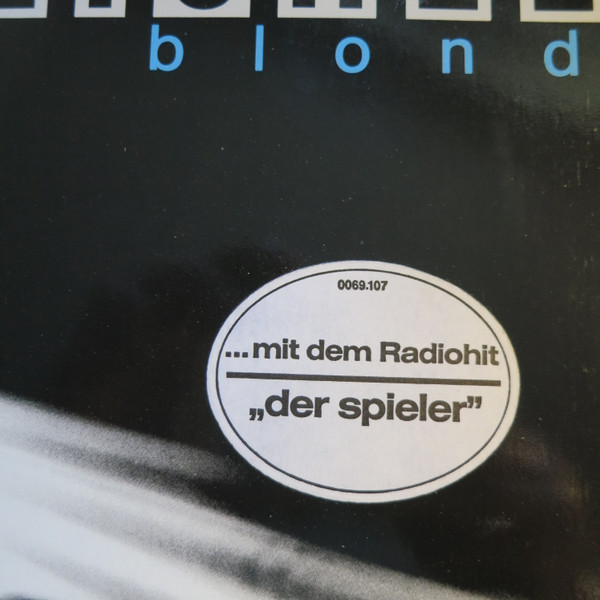 blond
0069.107
...mit dem Radiohit
„der spieler”